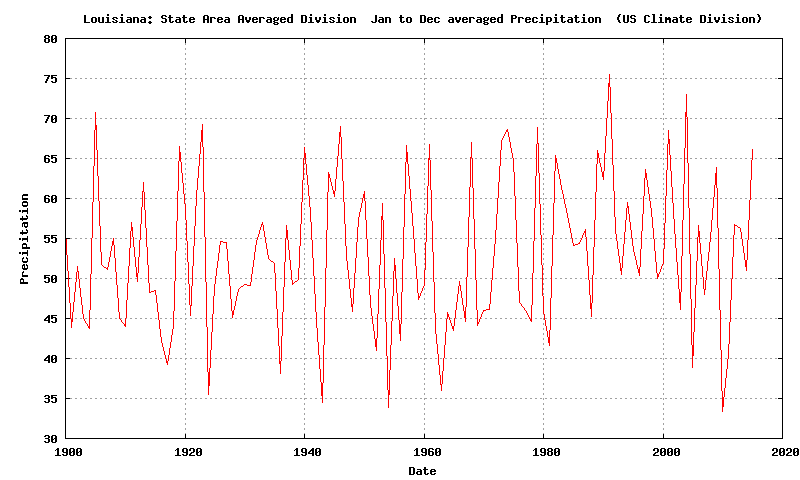 Louisiana: State Area Averaged Division  Jan to Dec averaged Precipitation  (US Climate Division)
80
75
70
65
60
55
50
45
40
35
30
Precipitation
1900 1920 1940 1960 1980 2000 2020
Date